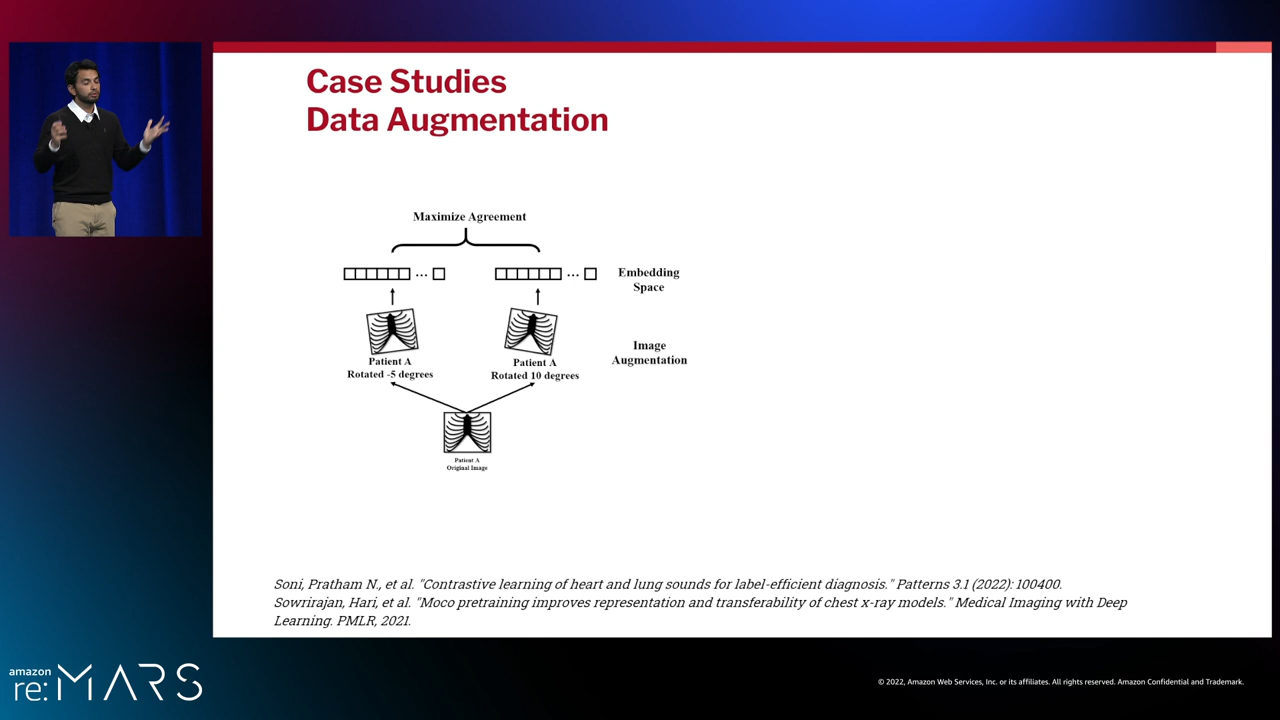 Case Studies
Data Augmentation
Maximize Agreement
... ...
Embedding
Space
Image
Augmentation
Patient A
Rotated -5 degrees
Patient A
Rotated 10 degrees
Patient A
Original Image
Soni, Pratham N., et al. "Contrastive learning of heart and lung sounds for label-efficient diagnosis." Patterns 3.1 (2022): 100400.
Sowrirajan, Hari, et al. "Moco pretraining improves representation and transferability of chest x-ray models." Medical Imaging with Deep
Learning. PMLR, 2021.
amazon
re:MARS
© 2022, Amazon Web Services, Inc. or its affiliates. All rights reserved. Amazon Confidential and Trademark.